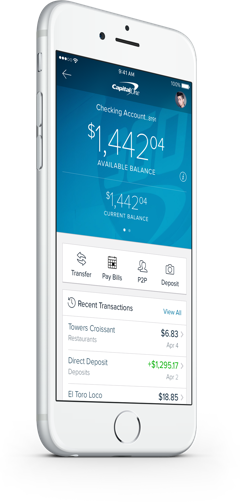 9:41 AM
100%
Capital One
Checking Account
$1,442 04
AVAILABLE BALANCE
$1,442 04
CURRENT BALANCE
Transfer
Pay Bills
P2P
Deposit
Recent Transactions
View All
Towers Croissant
$6.83
Restaurants
Apr 4
Direct Deposit
+$1,295.17
Deposits
Apr 2
El Toro Loco
$18.85